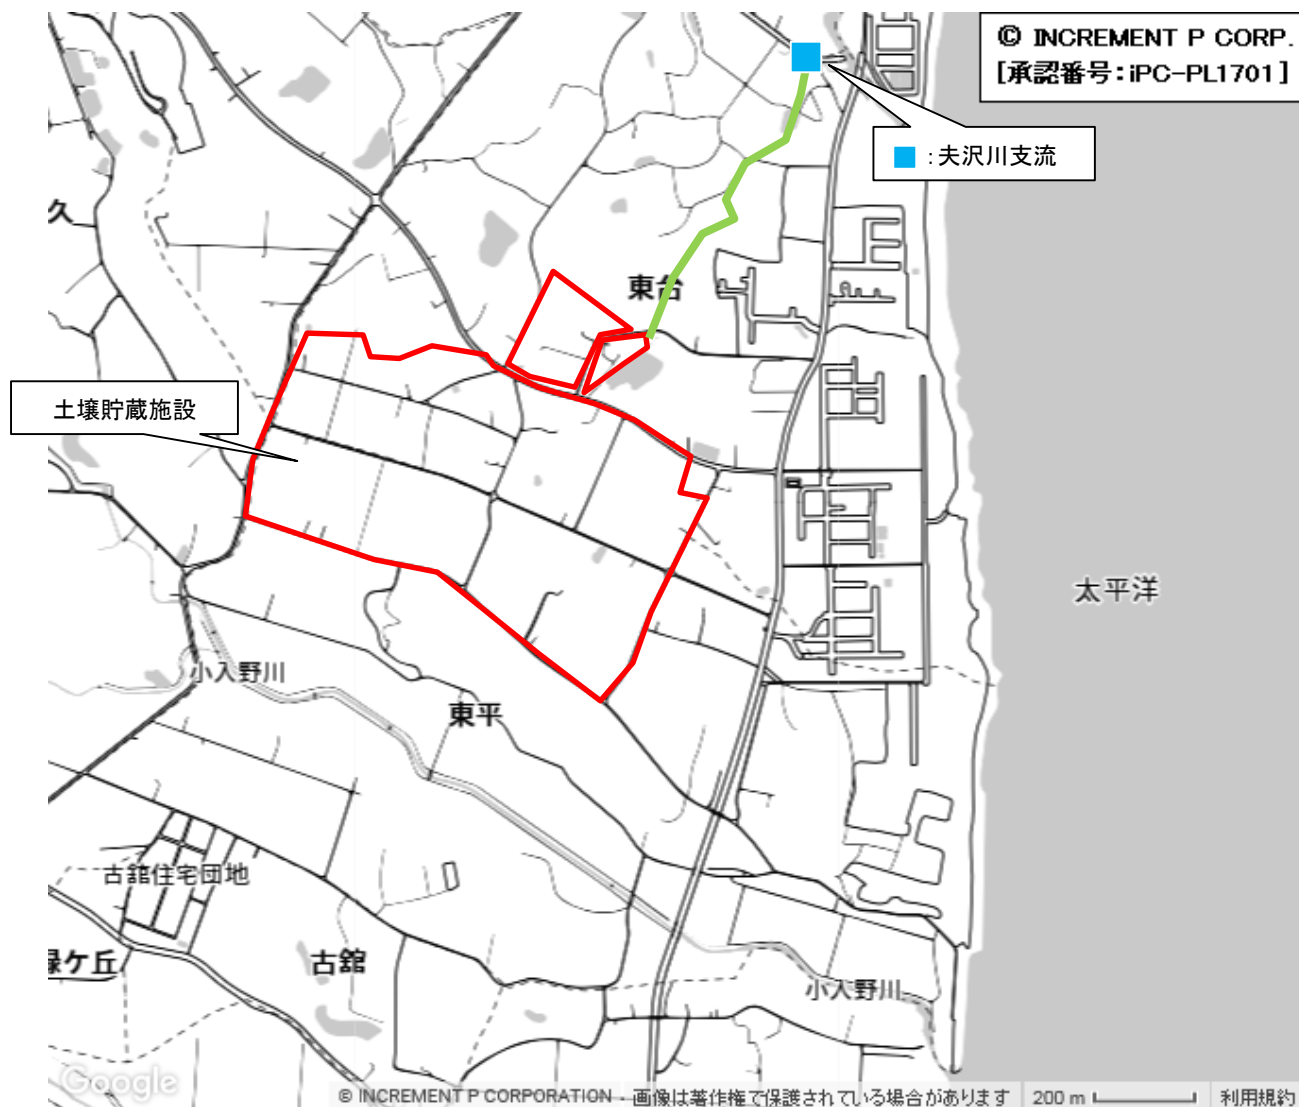 © INCREMENT P CORP.
[承認番号:iPC-PL1701]
:夫沢川支流
久
東台
土壌貯蔵施設
太平洋
小入野川
東平
古舘住宅団地
緑ケ丘
古舘
小入野川
Google
© INCREMENT P CORPORATION - 画像は著作権で保護されている場合があります
200 m
利用規約